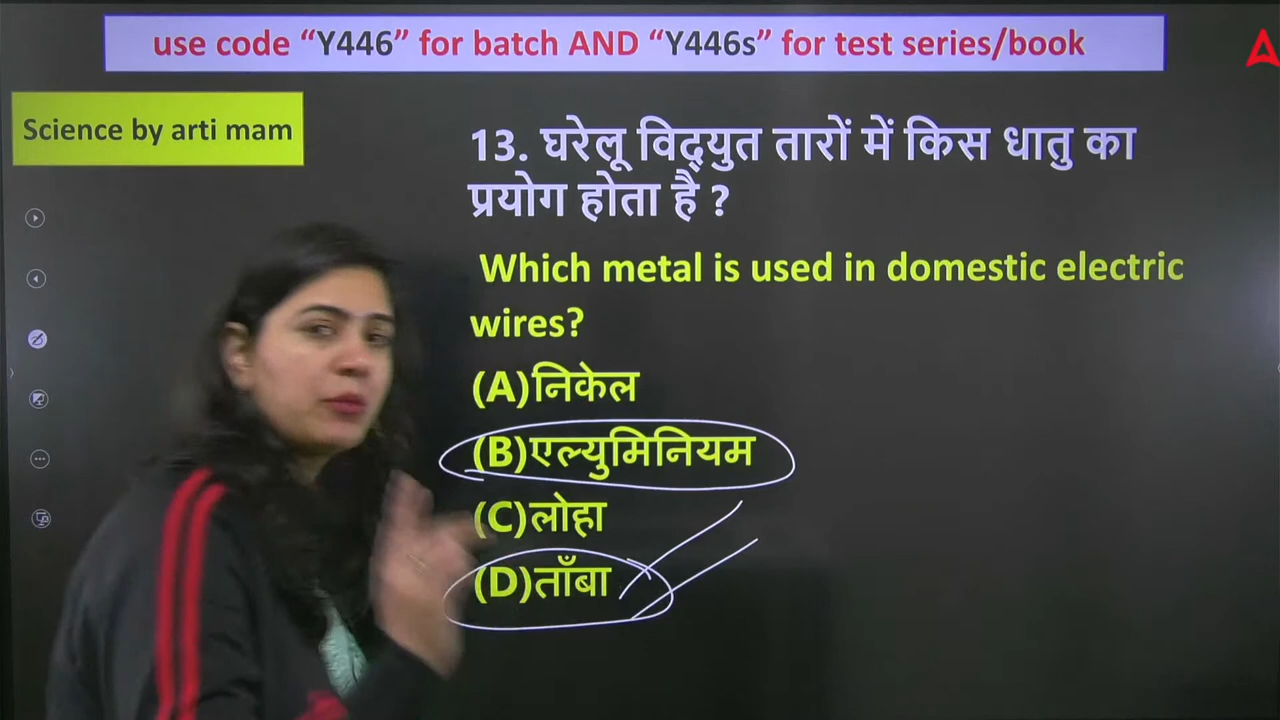 use code “Y446” for batch AND “Y446s” for test series/book
Science by arti mam
13. घरेलू विद्युत तारों में किस धातु का
प्रयोग होता है ?
Which metal is used in domestic electric
wires?
(A)निकेल
(B)एल्युमिनियम
(C)लोहा
(D)ताँबा